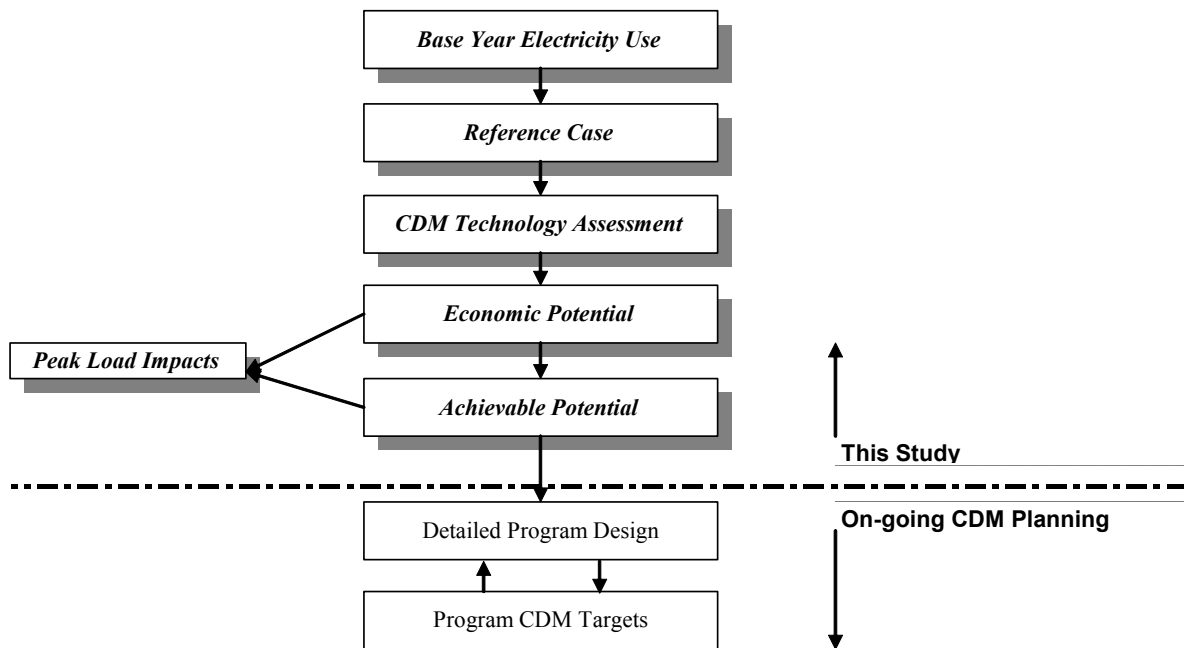 Base Year Electricity Use
Reference Case
CDM Technology Assessment
Economic Potential
Peak Load Impacts
Achievable Potential
This Study
On-going CDM Planning
Detailed Program Design
Program CDM Targets